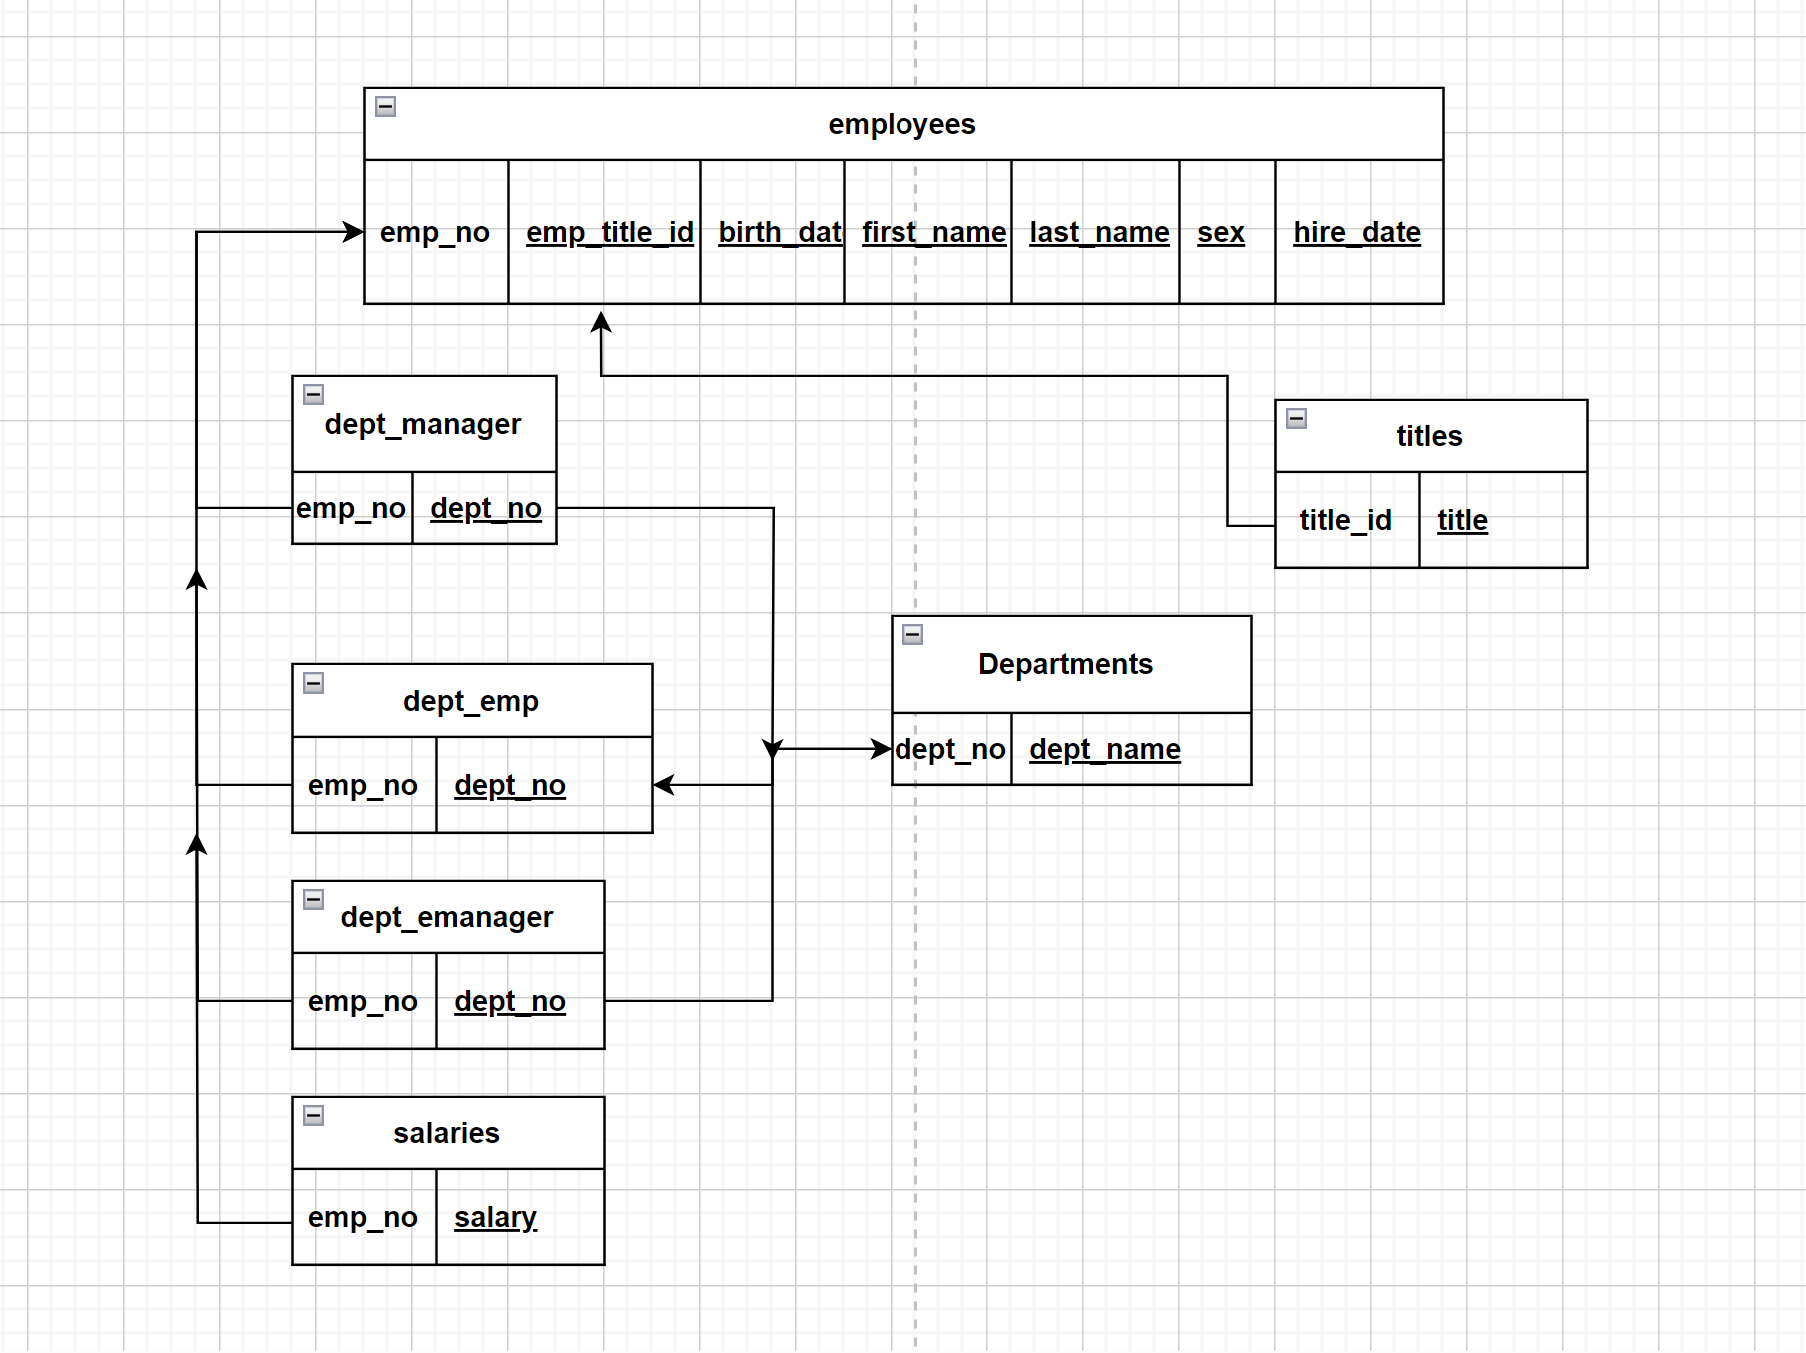 employees
emp_no emp_title_id birth_dat first_name last_name sex hire_date
dept_manager
emp_no dept_no
titles
title_id title
Departments
dept_no dept_name
dept_emp
emp_no dept_no
dept_emanager
emp_no dept_no
salaries
emp_no salary